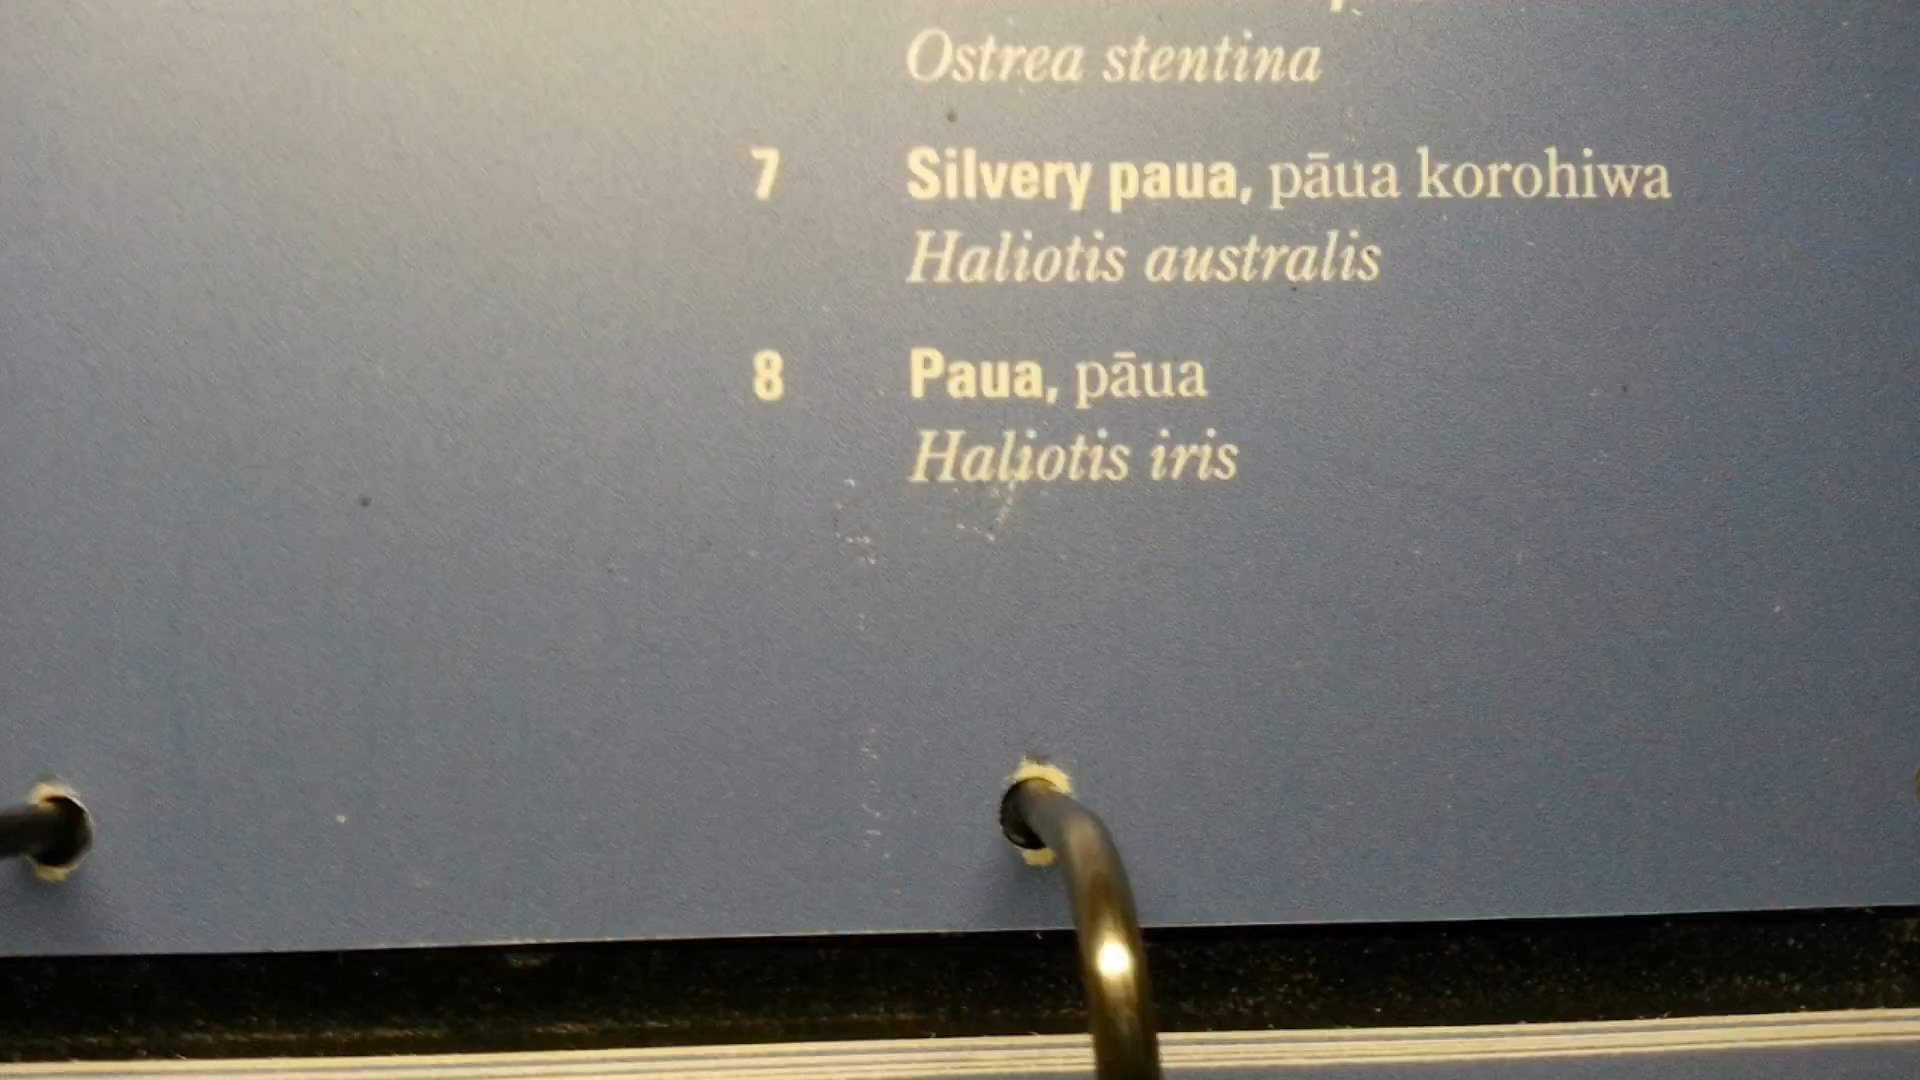 Ostrea stentina
7 Silvery paua, pāua korohiwa
Haliotis australis
8 Paua, pāua
Haliotis iris